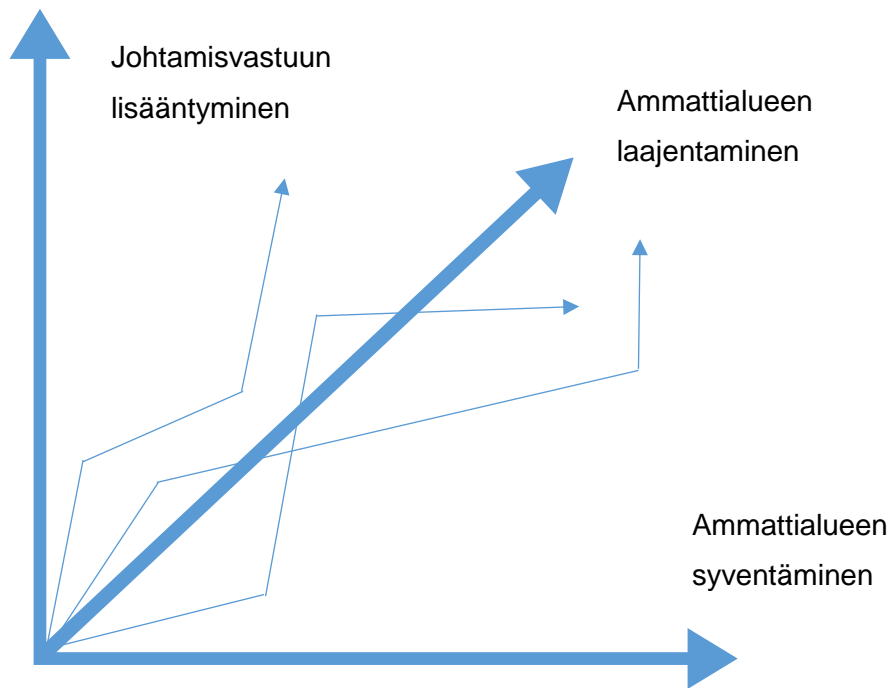 Johtamisvastuun
lisääntyminen
Ammattialueen
laajentaminen
Ammattialueen
syventäminen